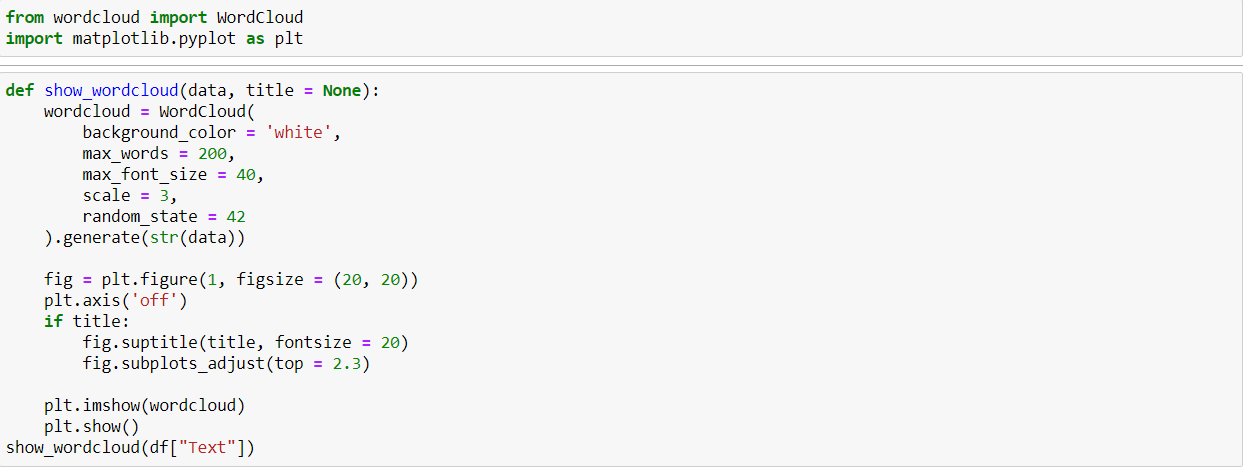 from wordcloud import WordCloud
import matplotlib.pyplot as plt
def show_wordcloud(data, title = None):
    wordcloud = WordCloud(
        background_color = 'white',
        max_words = 200,
        max_font_size = 40,
        scale = 3,
        random_state = 42
    ).generate(str(data))
    fig = plt.figure(1, figsize = (20, 20))
    plt.axis('off')
    if title:
        fig.suptitle(title, fontsize = 20)
        fig.subplots_adjust(top = 2.3)
    plt.imshow(wordcloud)
    plt.show()
show_wordcloud(df["Text"])